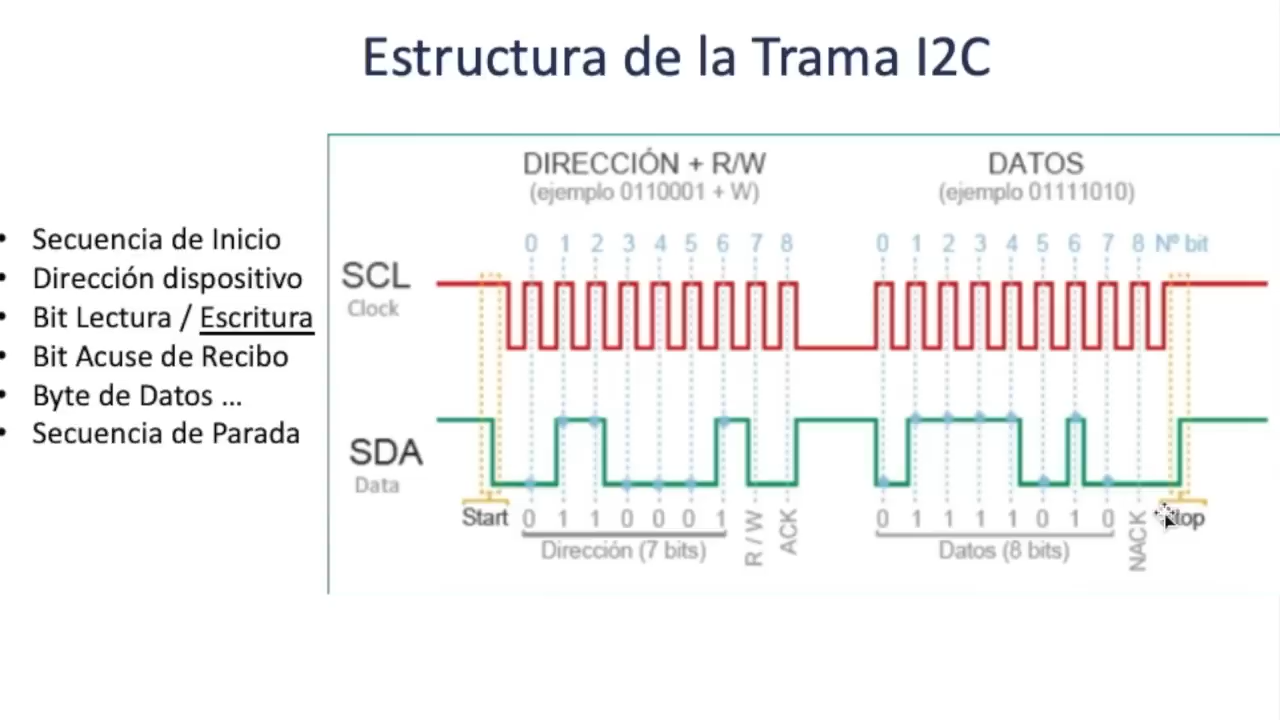 Estructura de la Trama I2C
• Secuencia de Inicio
• Dirección dispositivo
• Bit Lectura / Escritura
• Bit Acuse de Recibo
• Byte de Datos ...
• Secuencia de Parada
DIRECCIÓN + R/W
(ejemplo 0110001 + W)
DATOS
(ejemplo 01111010)
0 1 2 3 4 5 6 7 8
0 1 2 3 4 5 6 7 8 Nº bit
SCL
Clock
SDA
Data
Start
0 1 1 0 0 0 1
R / W
ACK
Dirección (7 bits)
0 1 1 1 1 0 1 0
NACK
Datos (8 bits)